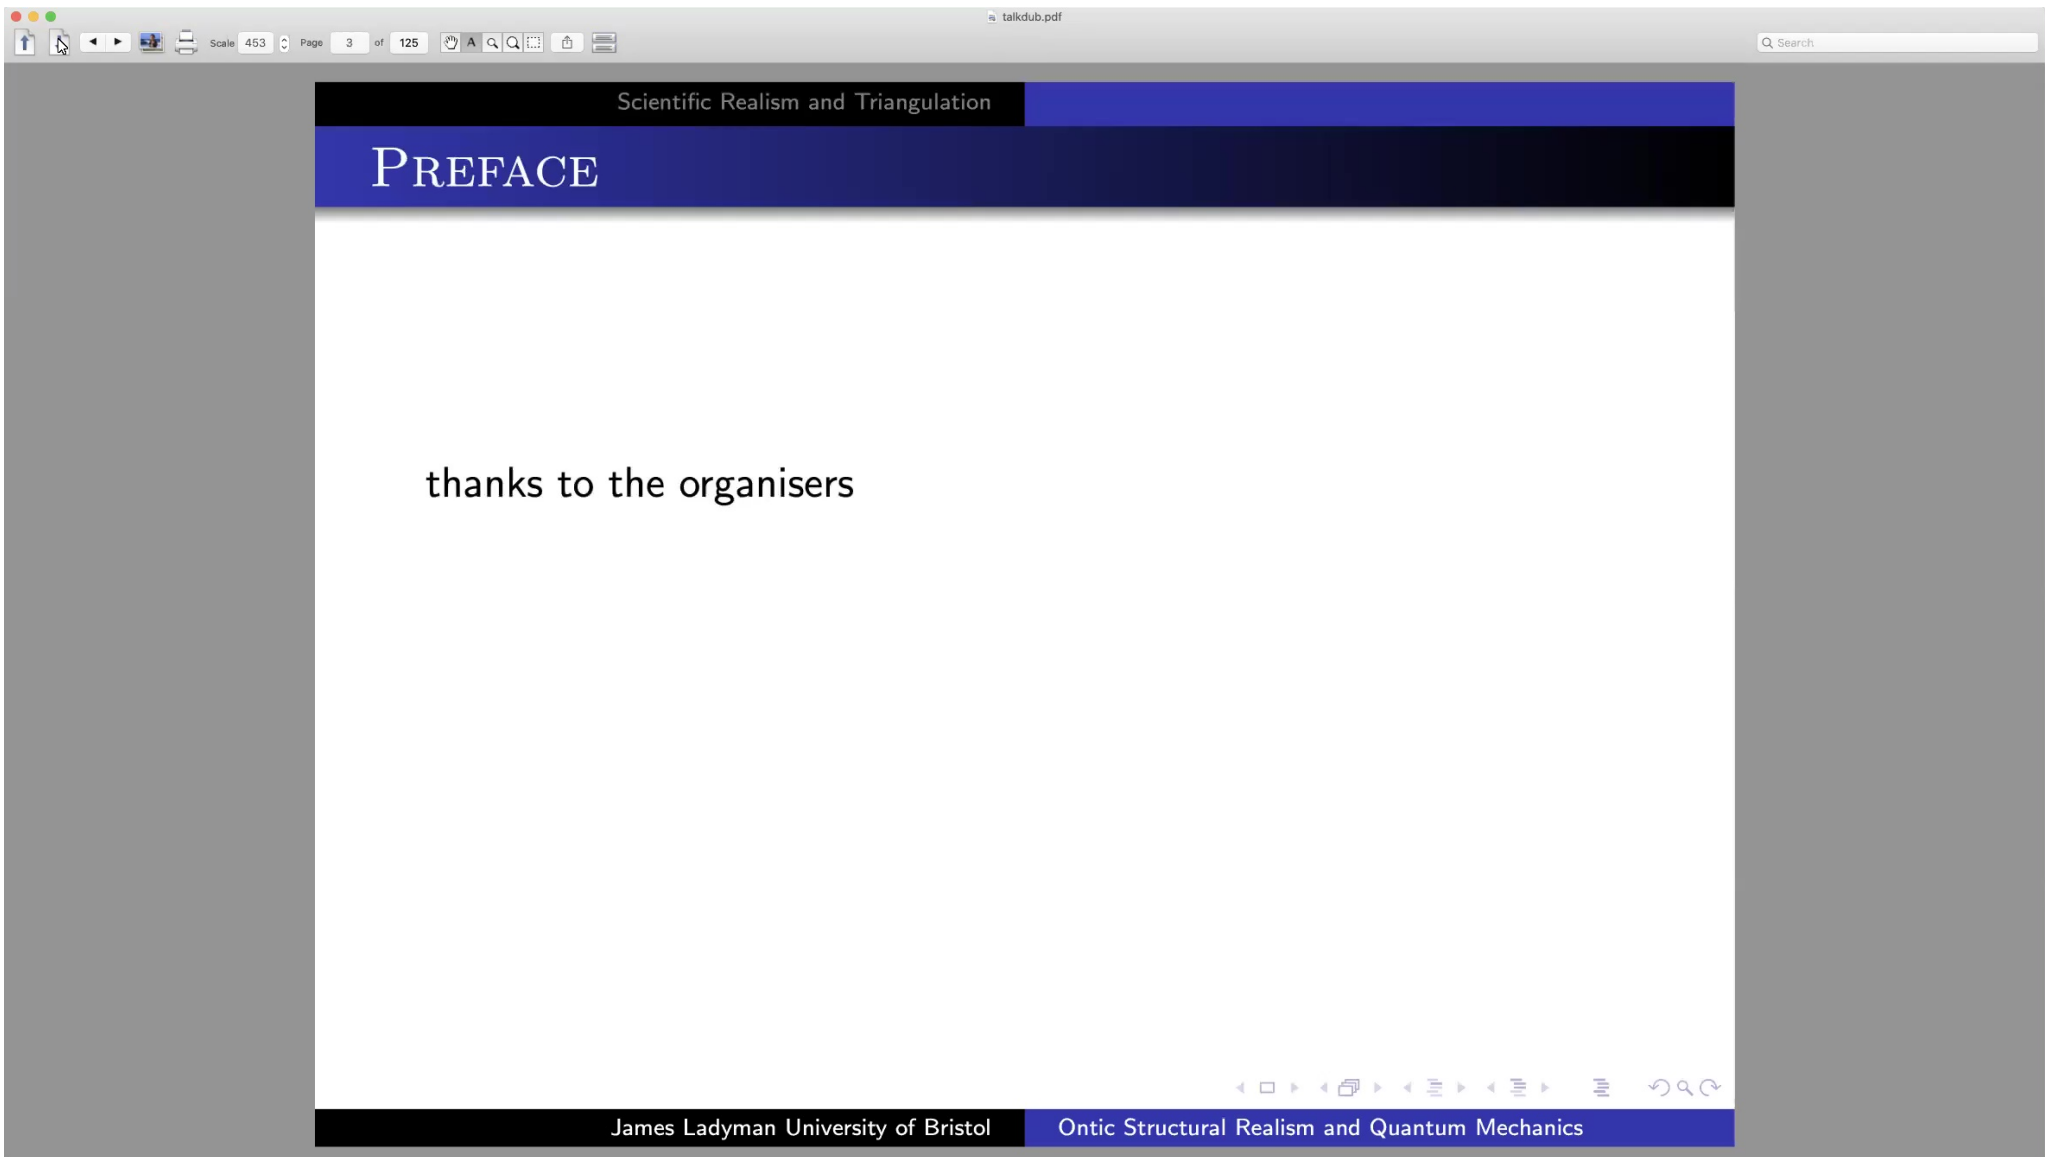 talkdub.pdf
Scale 453 Page 3 of 125 A Search
Scientific Realism and Triangulation
Preface
thanks to the organisers
James Ladyman University of Bristol Ontic Structural Realism and Quantum Mechanics